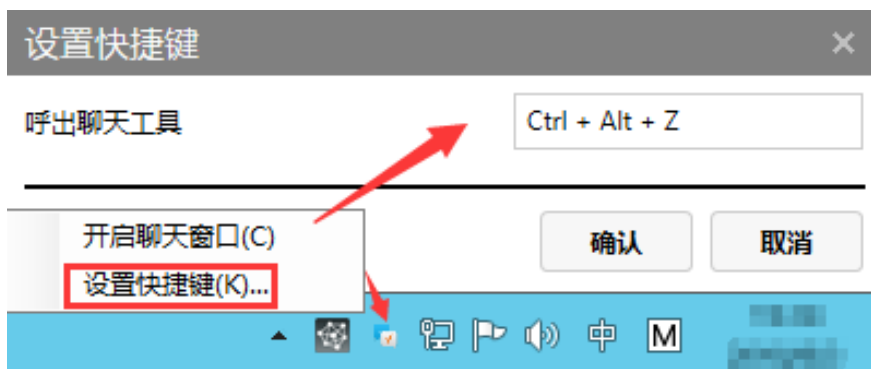 设置快捷键
呼出聊天工具
Ctrl + Alt + Z
开启聊天窗口(C)
确认
取消
设置快捷键(K)...
中
M